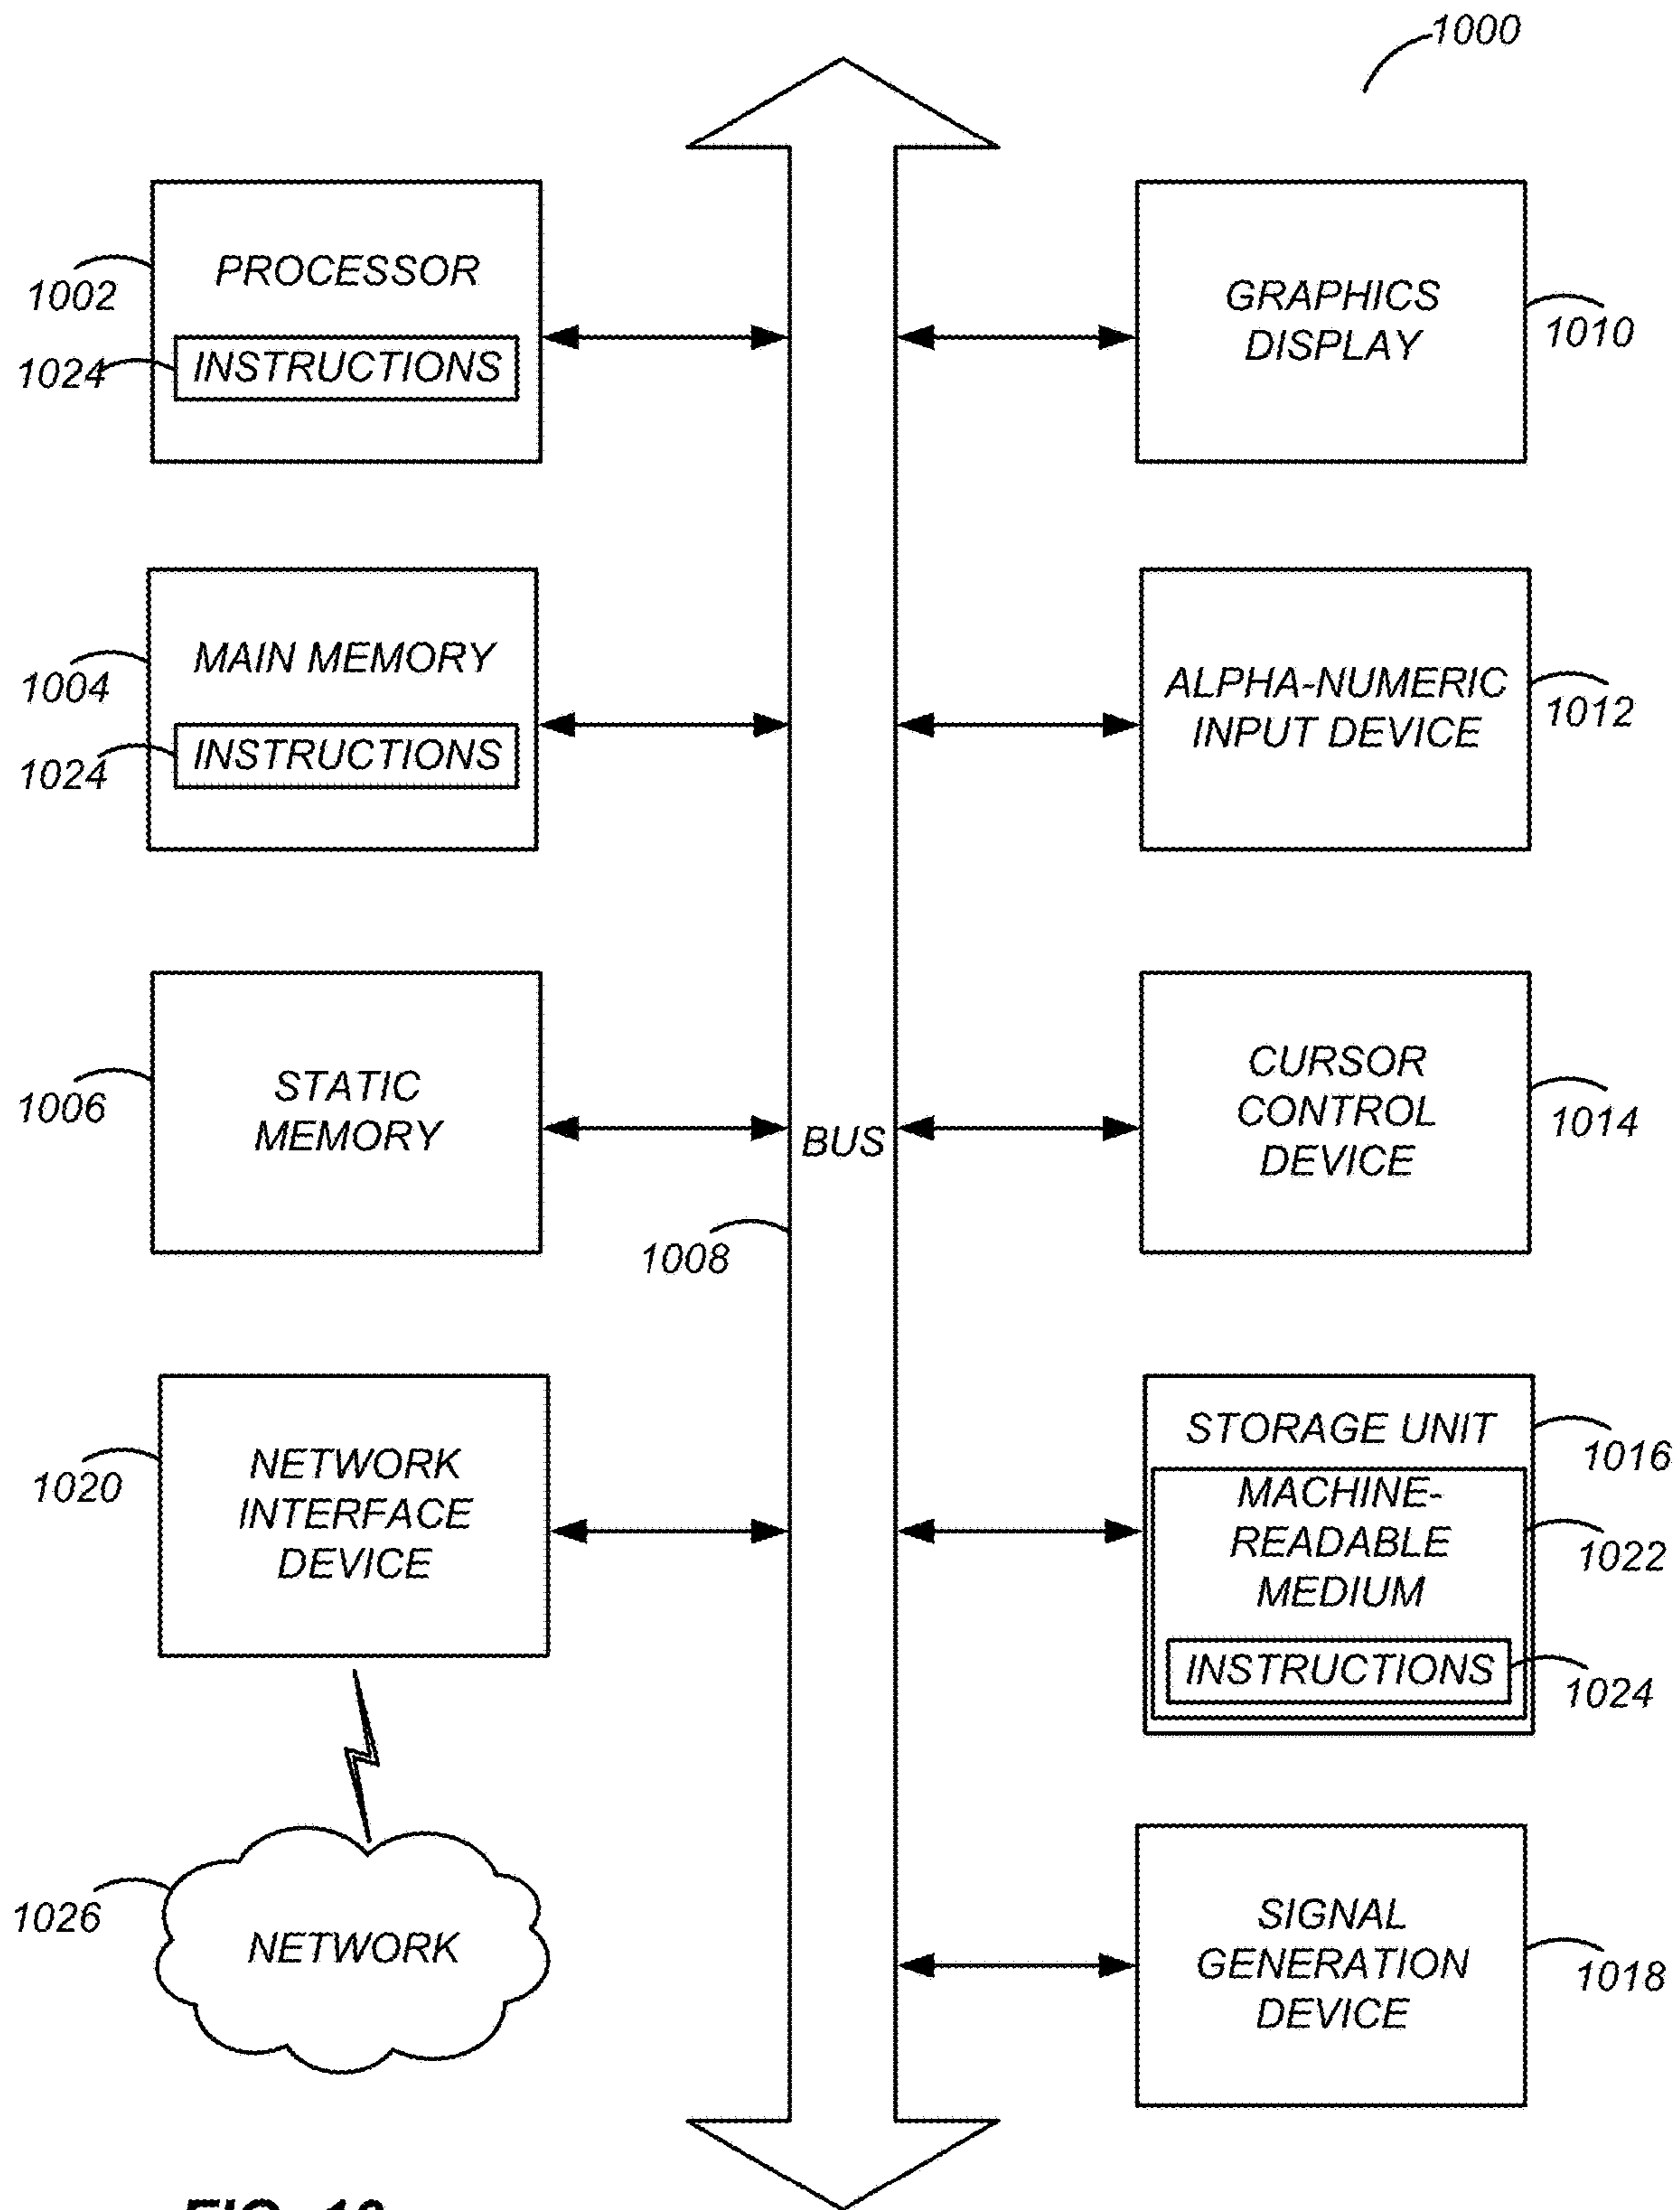 1000
PROCESSOR
1002
1024
INSTRUCTIONS
GRAPHICS
DISPLAY
1010
MAIN MEMORY
1004
1024
INSTRUCTIONS
ALPHA-NUMERIC
INPUT DEVICE
1012
STATIC
MEMORY
1006
BUS
1008
CURSOR
CONTROL
DEVICE
1014
NETWORK
INTERFACE
DEVICE
1020
STORAGE UNIT
1016
MACHINE-
READABLE
MEDIUM
1022
INSTRUCTIONS
1024
1026
NETWORK
SIGNAL
GENERATION
DEVICE
1018